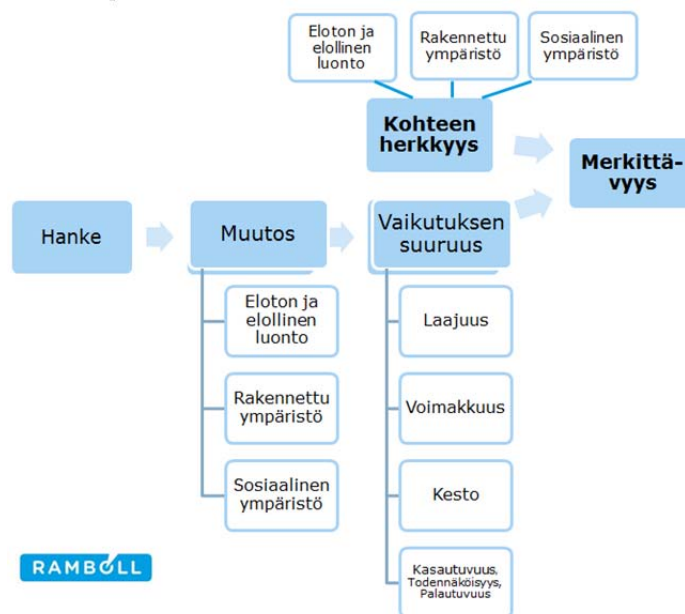 Eloton ja
elollinen
luonto
Rakennettu
ympäristö
Sosiaalinen
ympäristö
Kohteen
herkkyys
Merkittä-
vyys
Hanke
Muutos
Vaikutuksen
suuruus
Eloton ja
elollinen
luonto
Rakennettu
ympäristö
Sosiaalinen
ympäristö
Laajuus
Voimakkuus
Kesto
Kasautuvuus,
Todennäköisyys,
Palautuvuus
RAMBOLL